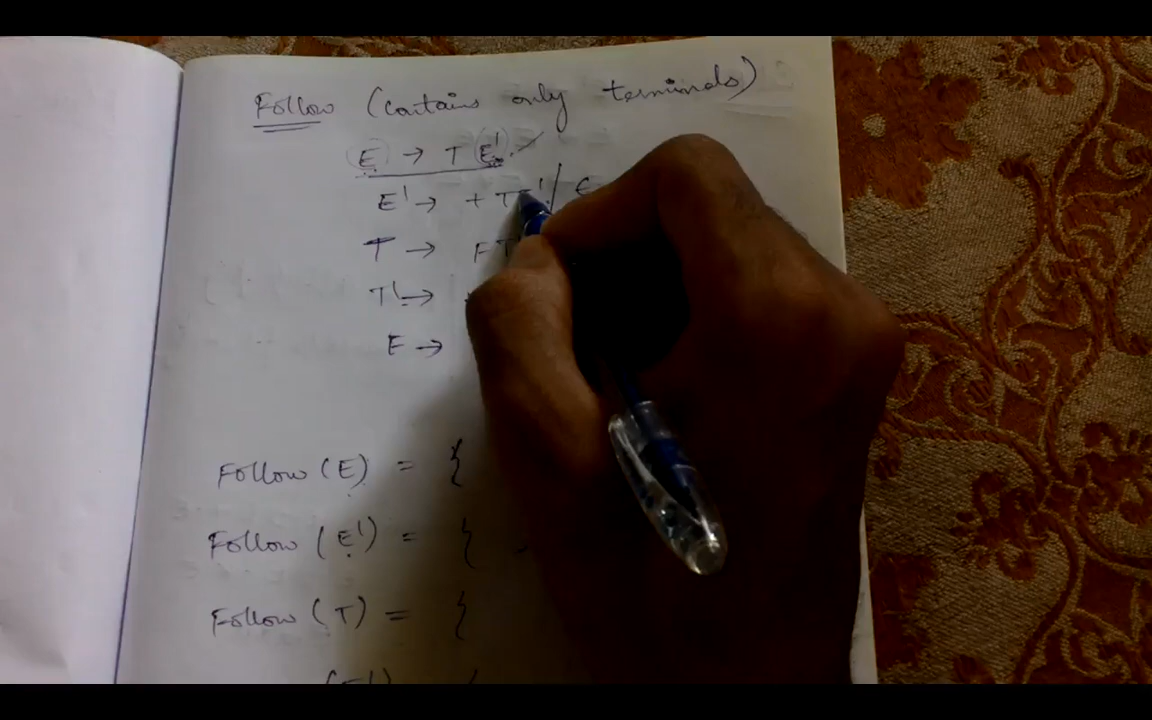 Follow (Contains only terminals)
E → T E'
E' → + T E' / ε
T → F T
T' →
F →
Follow (E) = {
Follow (E') = {
Follow (T) = {